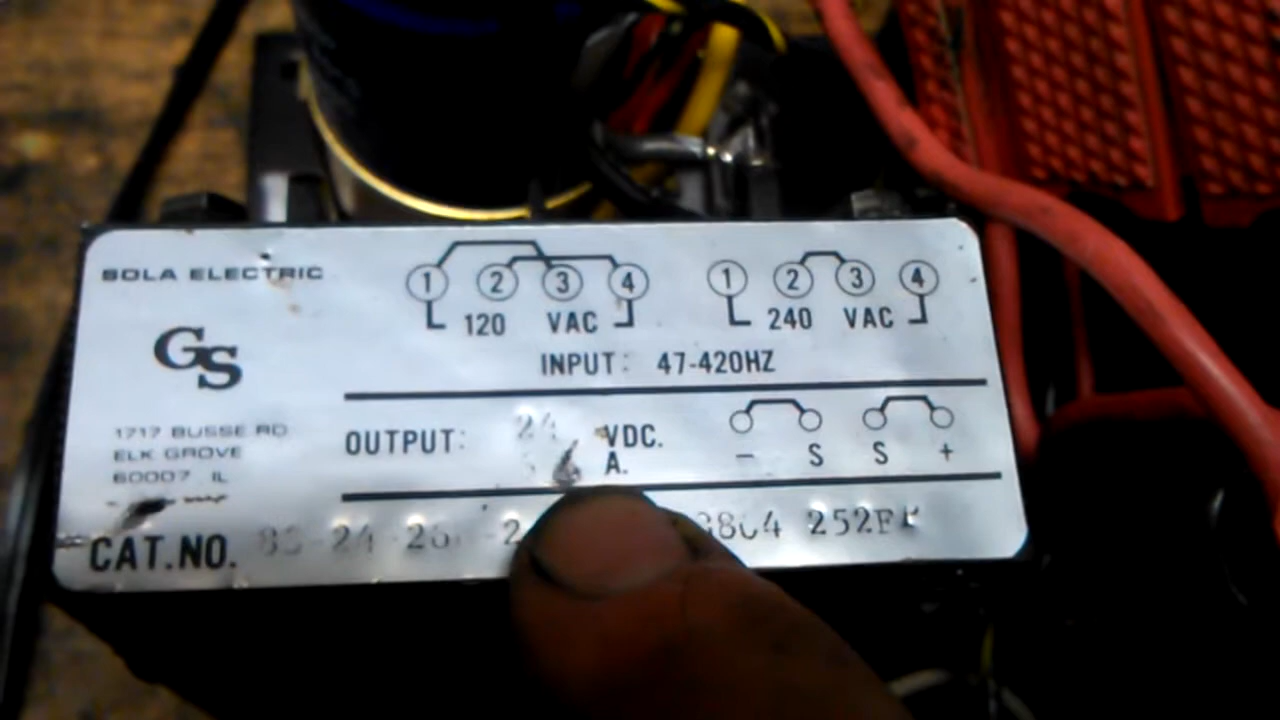 SOLA ELECTRIC
1 2 3 4 1 2 3 4
120 VAC 240 VAC
INPUT: 47-420HZ
GS
1717 BUSSE RD
ELK GROVE
60007 IL
OUTPUT: 24 VDC.
A.
- S S +
CAT.NO. 24